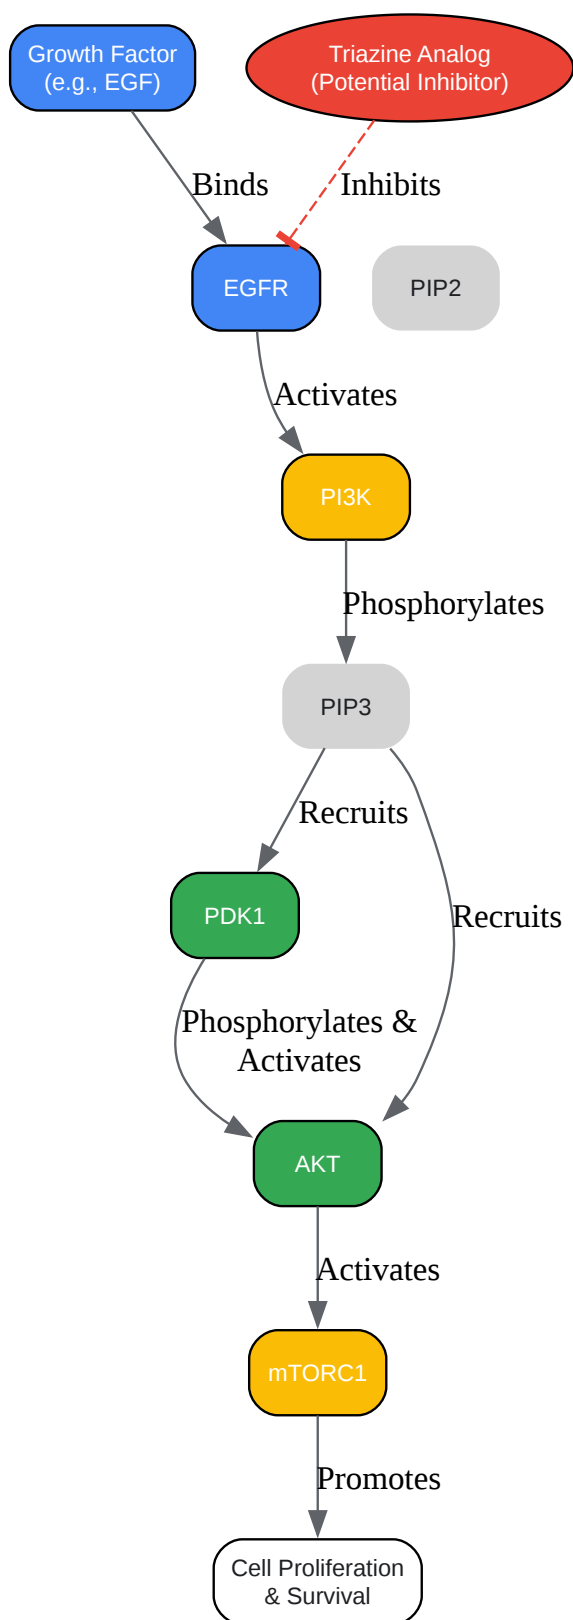 Growth Factor
(e.g., EGF)
Triazine Analog
(Potential Inhibitor)
Binds
Inhibits
EGFR
PIP2
Activates
PI3K
Phosphorylates
PIP3
Recruits
PDK1
Recruits
Phosphorylates &
Activates
AKT
Activates
mTORC1
Promotes
Cell Proliferation
& Survival